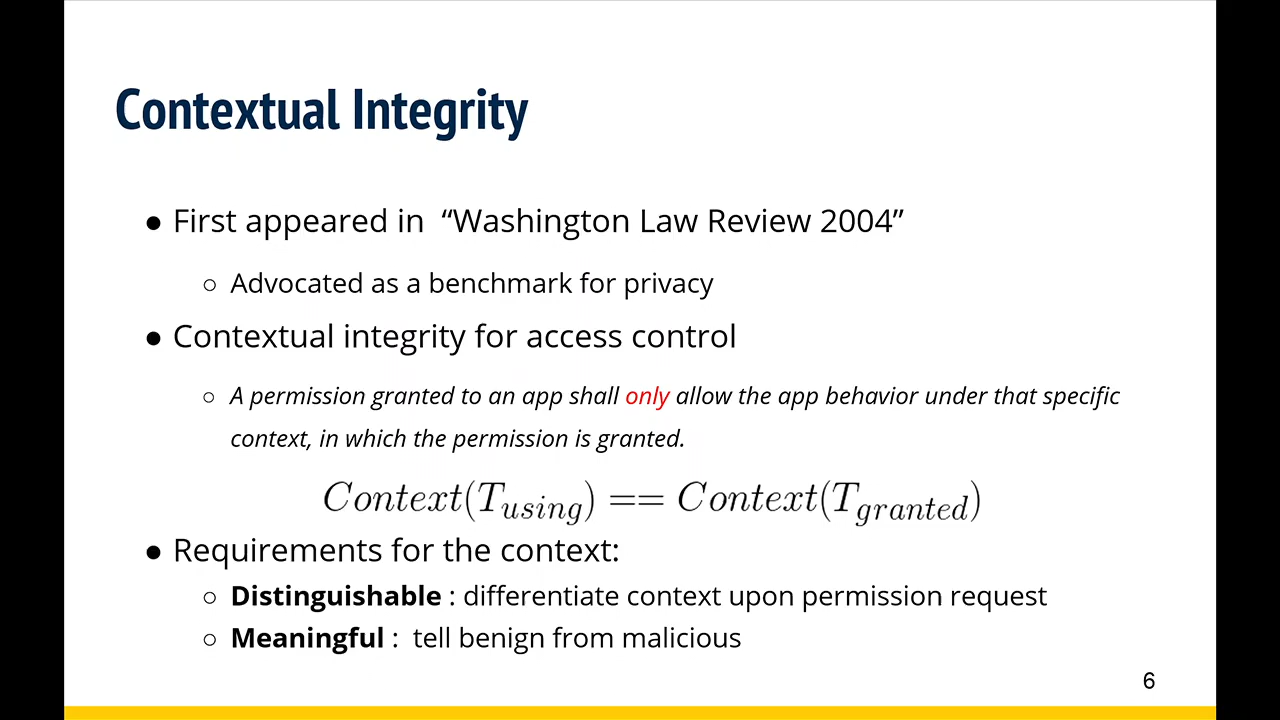 Contextual Integrity
● First appeared in “Washington Law Review 2004”
○ Advocated as a benchmark for privacy
● Contextual integrity for access control
○ A permission granted to an app shall only allow the app behavior under that specific
context, in which the permission is granted.
Context(T_using) == Context(T_granted)
● Requirements for the context:
○ Distinguishable : differentiate context upon permission request
○ Meaningful : tell benign from malicious
6